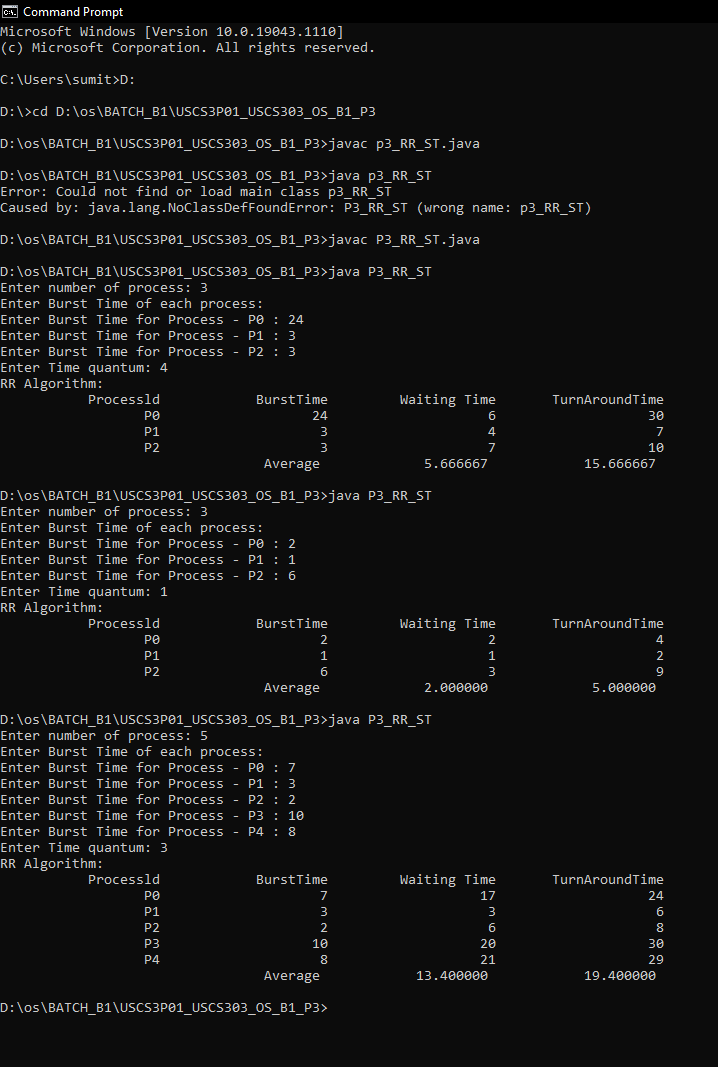 Command Prompt
Microsoft Windows [Version 10.0.19043.1110]
(c) Microsoft Corporation. All rights reserved.
C:\Users\sumit>D:
D:\>cd D:\os\BATCH_B1\USCS3P01_USCS303_OS_B1_P3
D:\os\BATCH_B1\USCS3P01_USCS303_OS_B1_P3>javac p3_RR_ST.java
D:\os\BATCH_B1\USCS3P01_USCS303_OS_B1_P3>java p3_RR_ST
Error: Could not find or load main class p3_RR_ST
Caused by: java.lang.NoClassDefFoundError: P3_RR_ST (wrong name: p3_RR_ST)
D:\os\BATCH_B1\USCS3P01_USCS303_OS_B1_P3>javac P3_RR_ST.java
D:\os\BATCH_B1\USCS3P01_USCS303_OS_B1_P3>java P3_RR_ST
Enter number of process: 3
Enter Burst Time of each process:
Enter Burst Time for Process - P0 : 24
Enter Burst Time for Process - P1 : 3
Enter Burst Time for Process - P2 : 3
Enter Time quantum: 4
RR Algorithm:
ProcessId BurstTime Waiting Time TurnAroundTime
P0 24 6 30
P1 3 4 7
P2 3 7 10
Average 5.666667 15.666667
D:\os\BATCH_B1\USCS3P01_USCS303_OS_B1_P3>java P3_RR_ST
Enter number of process: 3
Enter Burst Time of each process:
Enter Burst Time for Process - P0 : 2
Enter Burst Time for Process - P1 : 1
Enter Burst Time for Process - P2 : 6
Enter Time quantum: 1
RR Algorithm:
ProcessId BurstTime Waiting Time TurnAroundTime
P0 2 2 4
P1 1 1 2
P2 6 3 9
Average 2.000000 5.000000
D:\os\BATCH_B1\USCS3P01_USCS303_OS_B1_P3>java P3_RR_ST
Enter number of process: 5
Enter Burst Time of each process:
Enter Burst Time for Process - P0 : 7
Enter Burst Time for Process - P1 : 3
Enter Burst Time for Process - P2 : 2
Enter Burst Time for Process - P3 : 10
Enter Burst Time for Process - P4 : 8
Enter Time quantum: 3
RR Algorithm:
ProcessId BurstTime Waiting Time TurnAroundTime
P0 7 17 24
P1 3 3 6
P2 2 6 8
P3 10 20 30
P4 8 21 29
Average 13.400000 19.400000
D:\os\BATCH_B1\USCS3P01_USCS303_OS_B1_P3>